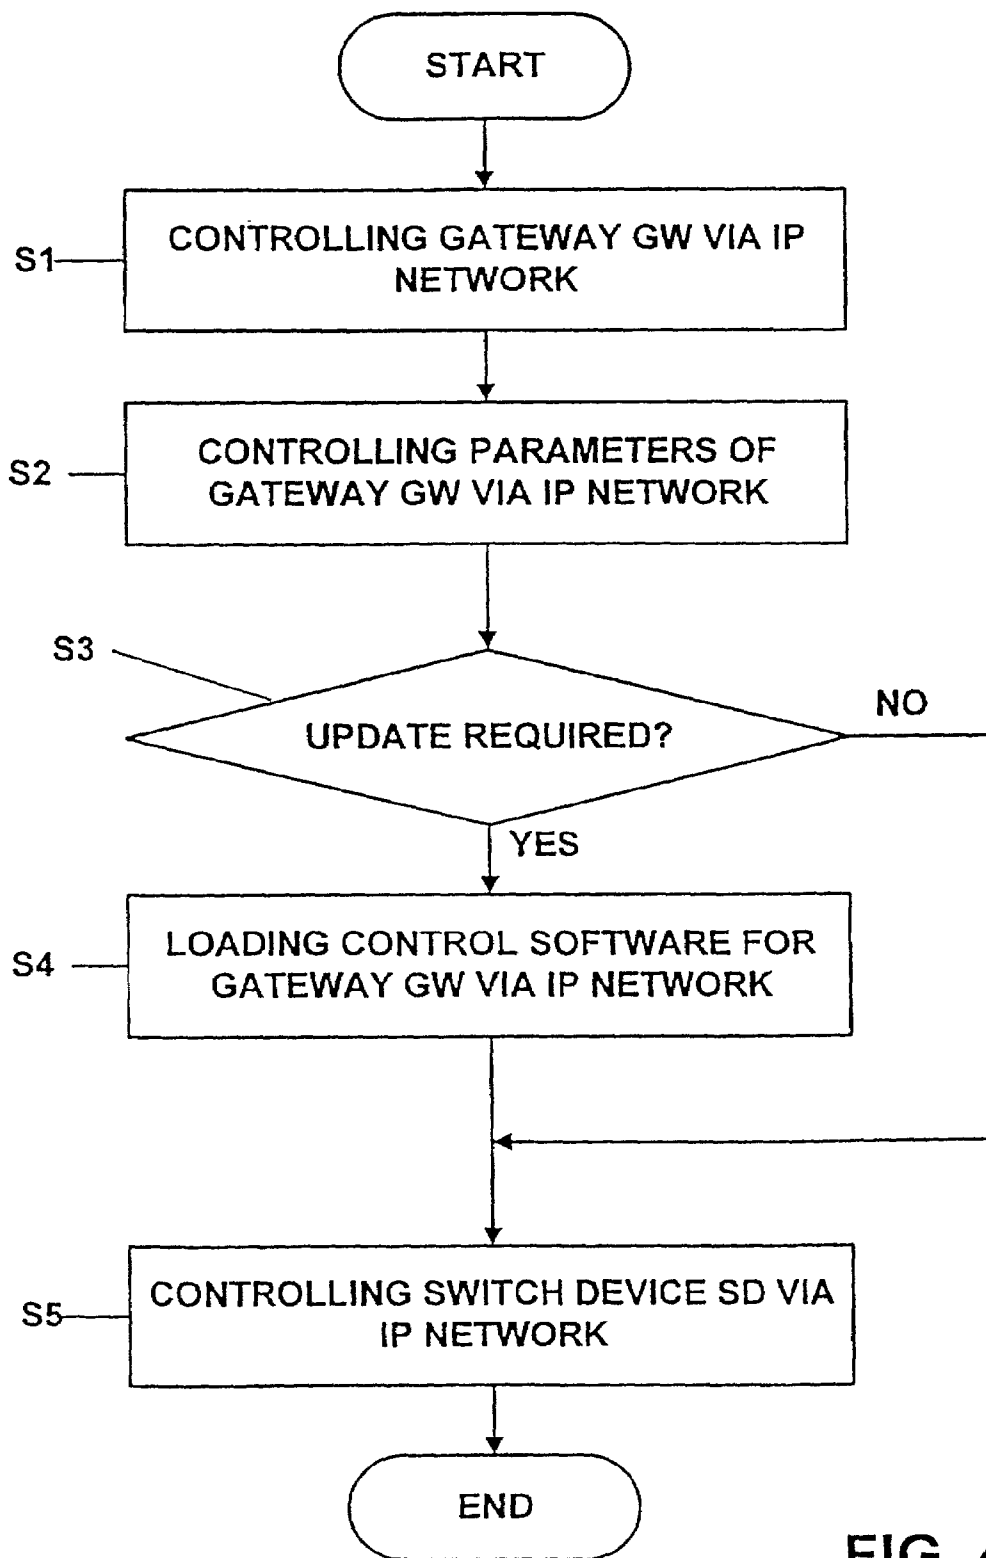 START
S1
CONTROLLING GATEWAY GW VIA IP
NETWORK
S2
CONTROLLING PARAMETERS OF
GATEWAY GW VIA IP NETWORK
S3
UPDATE REQUIRED?
NO
YES
S4
LOADING CONTROL SOFTWARE FOR
GATEWAY GW VIA IP NETWORK
S5
CONTROLLING SWITCH DEVICE SD VIA
IP NETWORK
END
FIG.